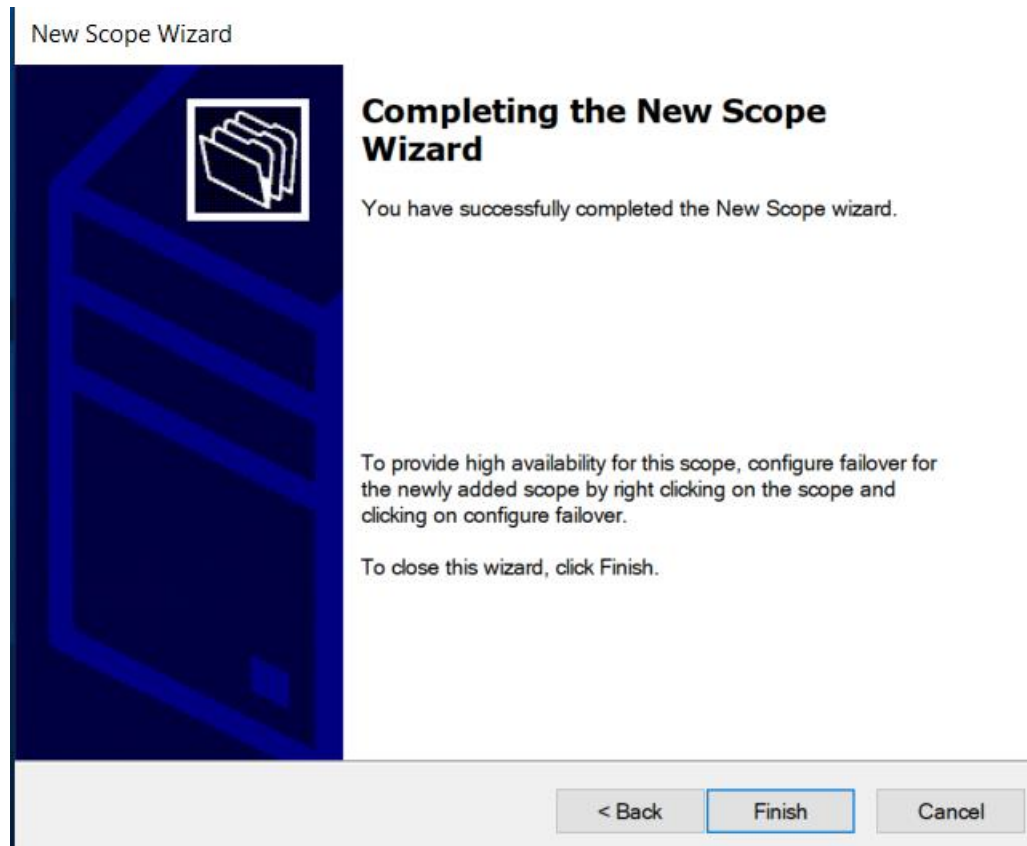 New Scope Wizard
Completing the New Scope
Wizard
You have successfully completed the New Scope wizard.
To provide high availability for this scope, configure failover for
the newly added scope by right clicking on the scope and
clicking on configure failover.
To close this wizard, click Finish.
< Back Finish Cancel